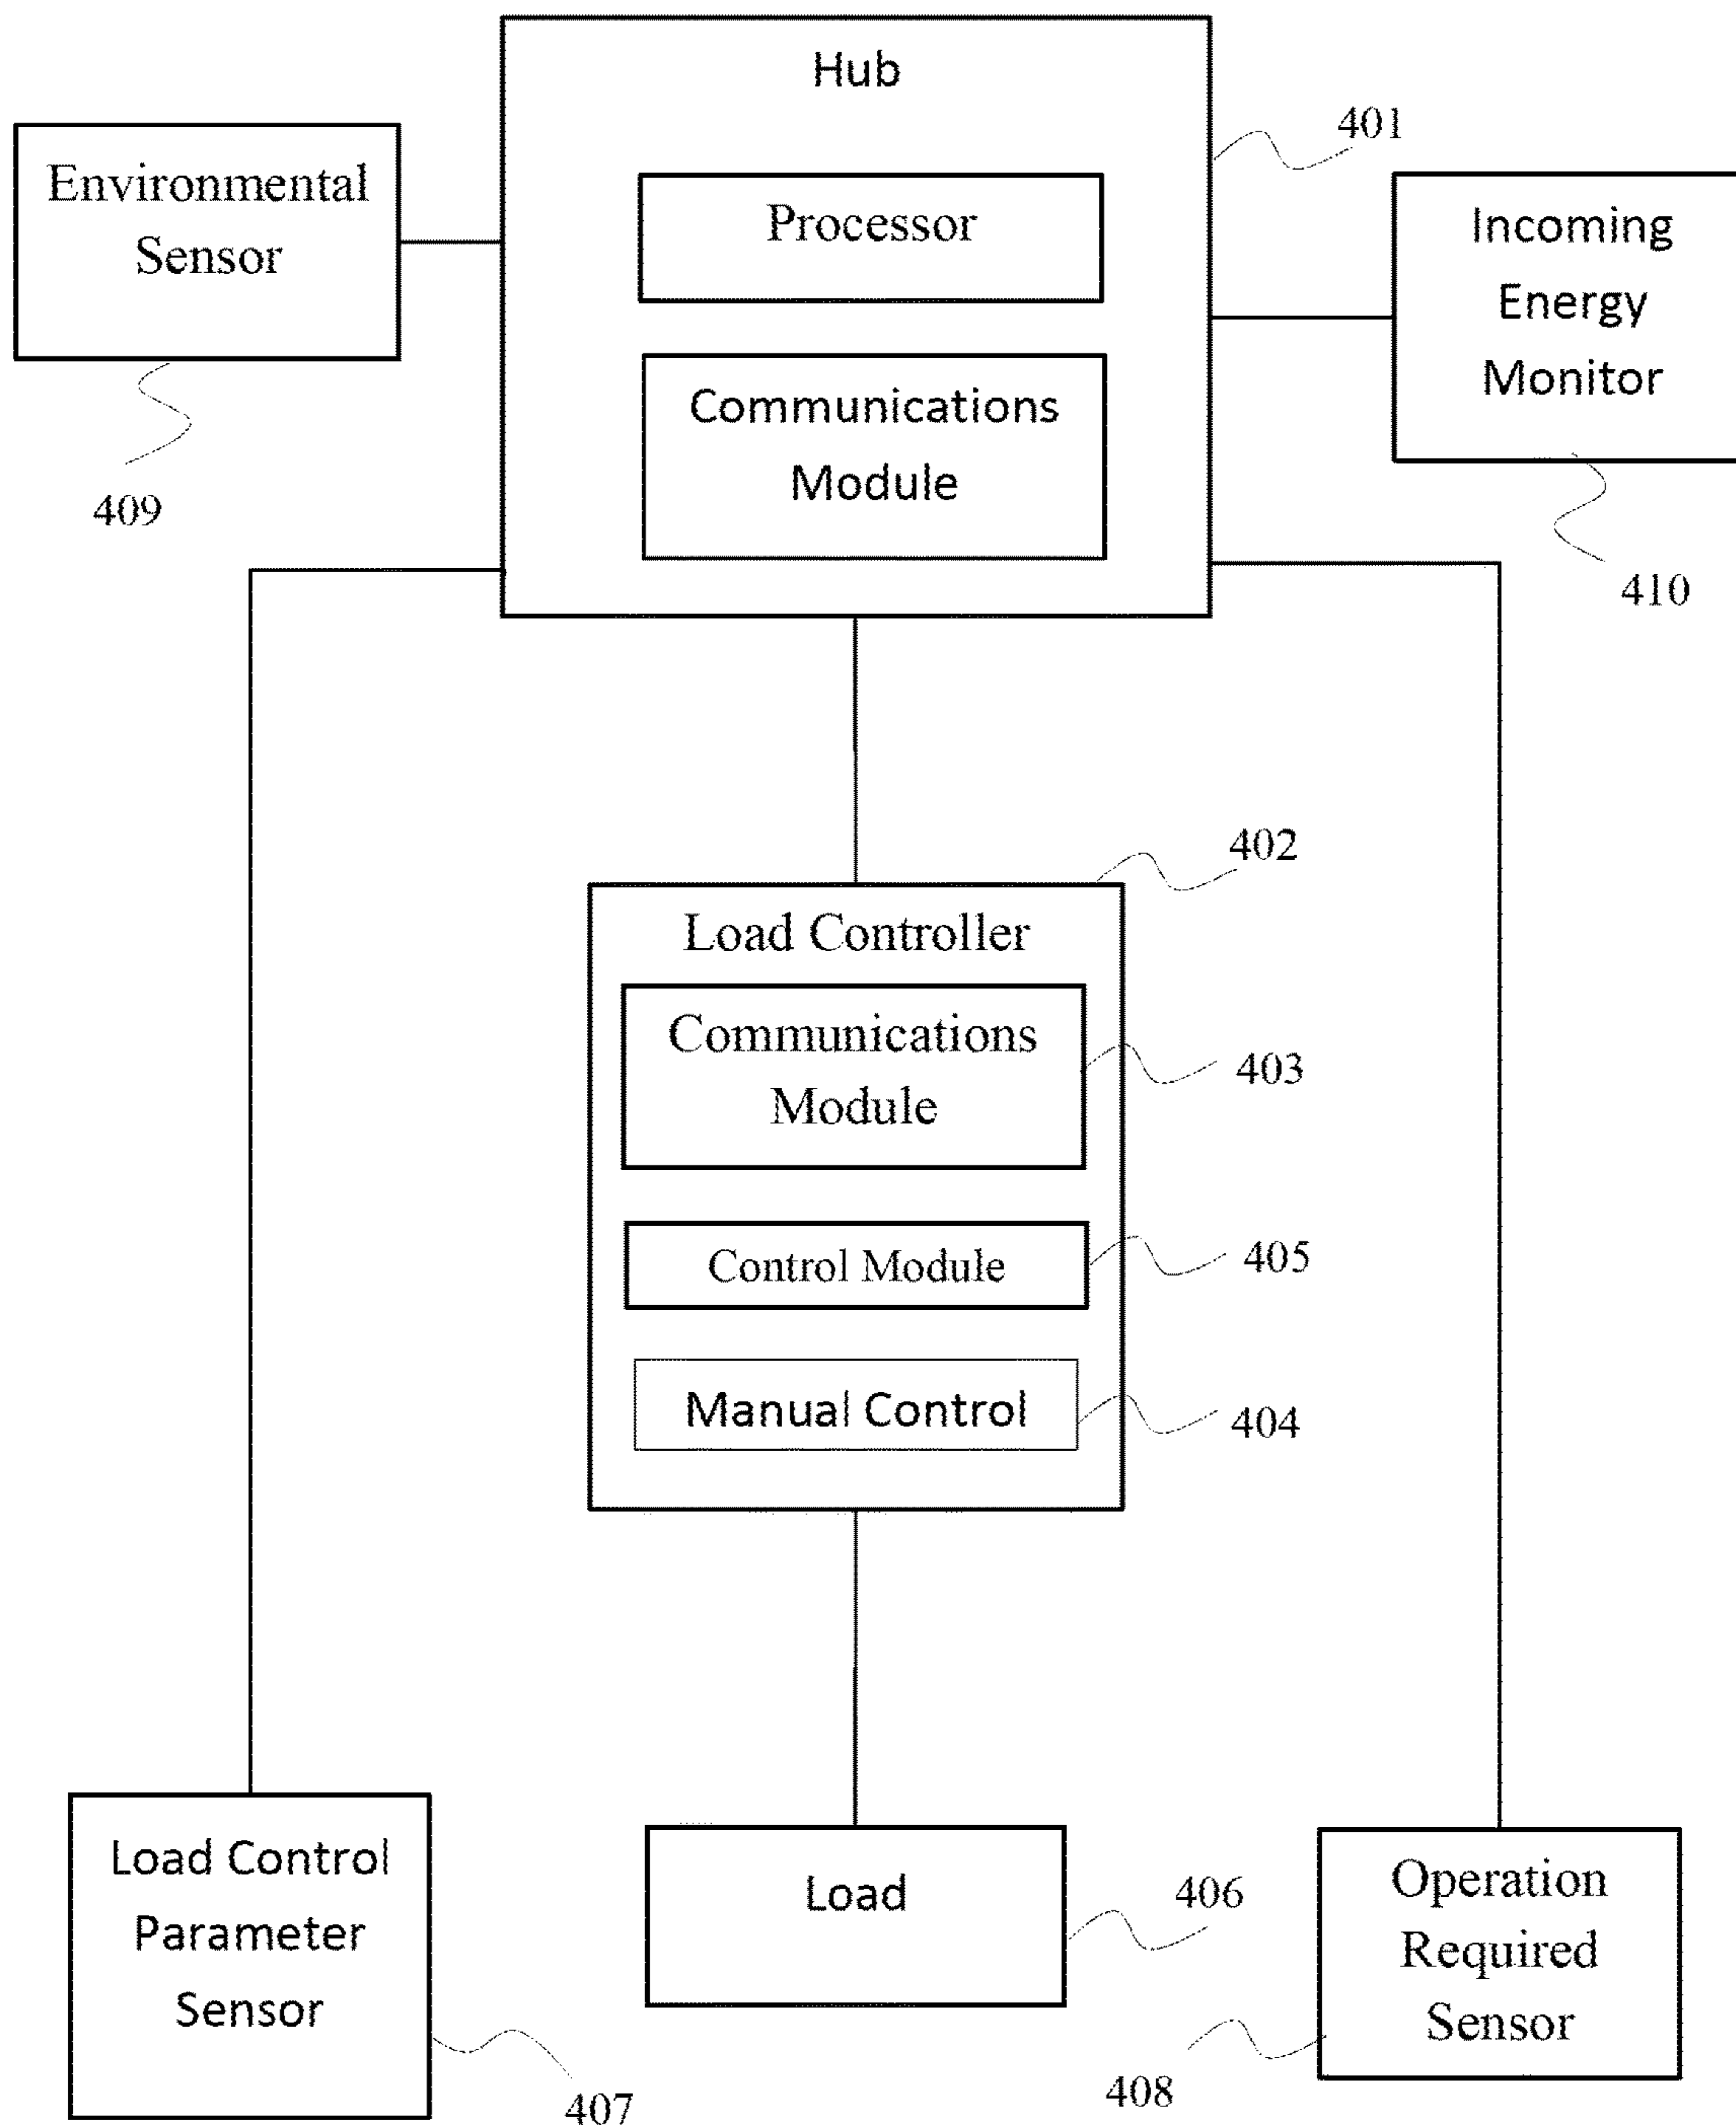 Hub
401
Environmental
Sensor
Processor
Incoming
Energy
Monitor
Communications
Module
409
410
402
Load Controller
Communications
Module
403
Control Module
405
Manual Control
404
Load Control
Parameter
Sensor
407
Load
406
Operation
Required
Sensor
408